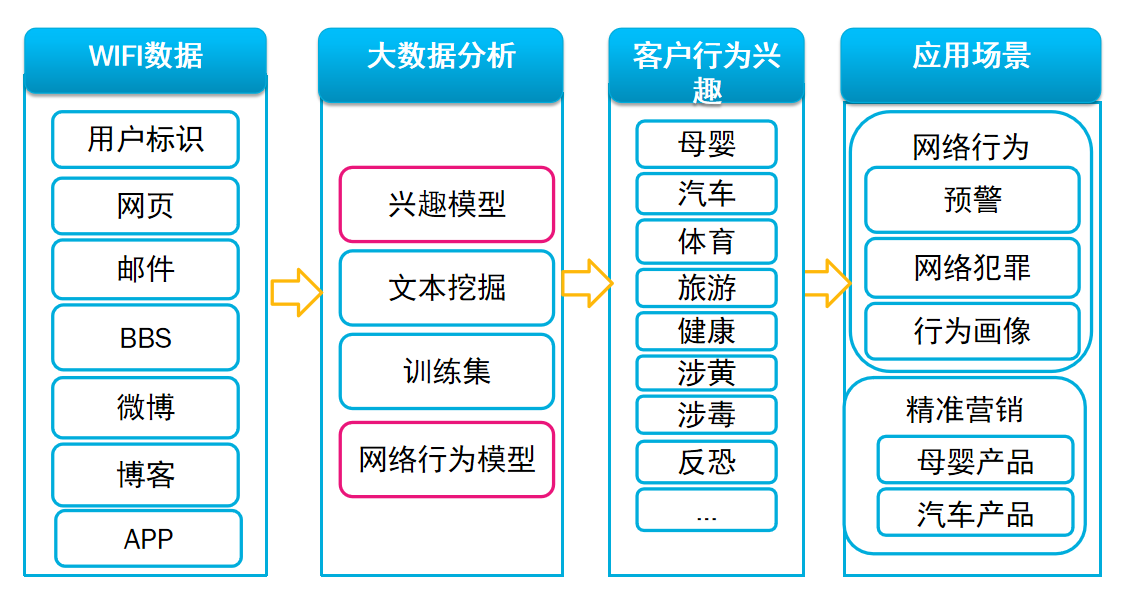 WIFI数据
用户标识
网页
邮件
BBS
微博
博客
APP
大数据分析
兴趣模型
文本挖掘
训练集
网络行为模型
客户行为兴
趣
母婴
汽车
体育
旅游
健康
涉黄
涉毒
反恐
...
应用场景
网络行为
预警
网络犯罪
行为画像
精准营销
母婴产品
汽车产品